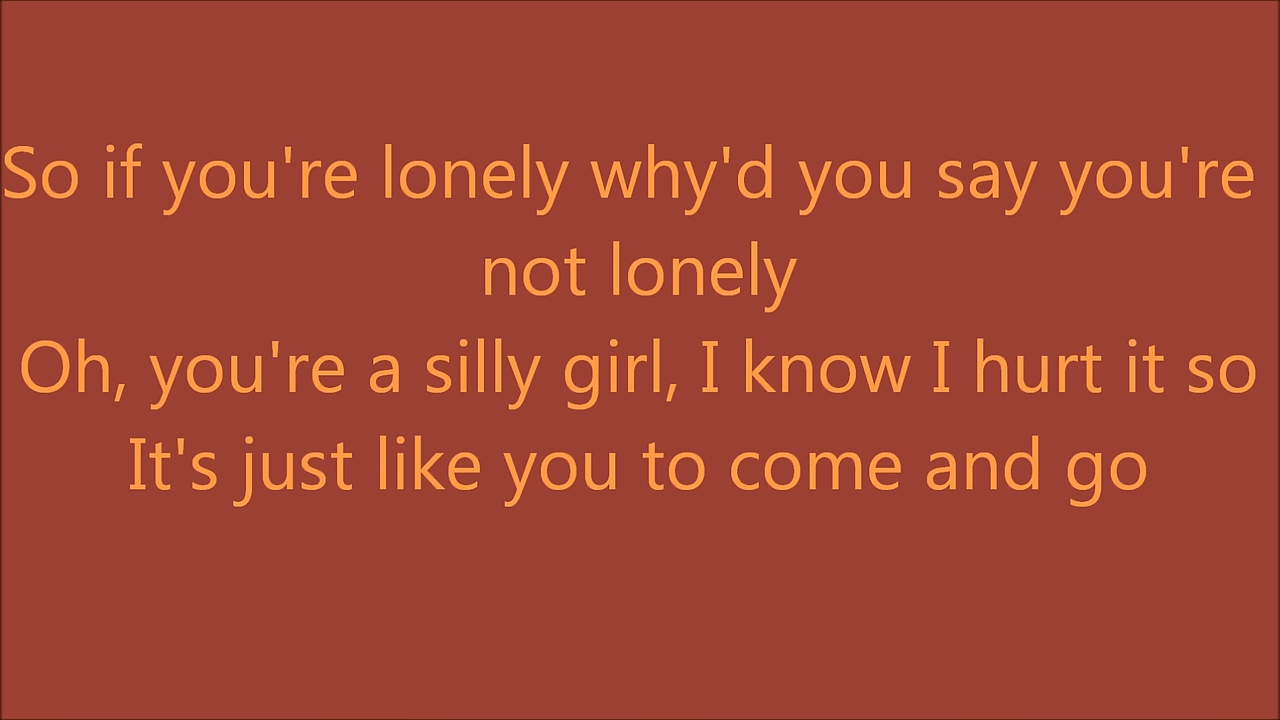 So if you're lonely why'd you say you're
not lonely
Oh, you're a silly girl, I know I hurt it so
It's just like you to come and go